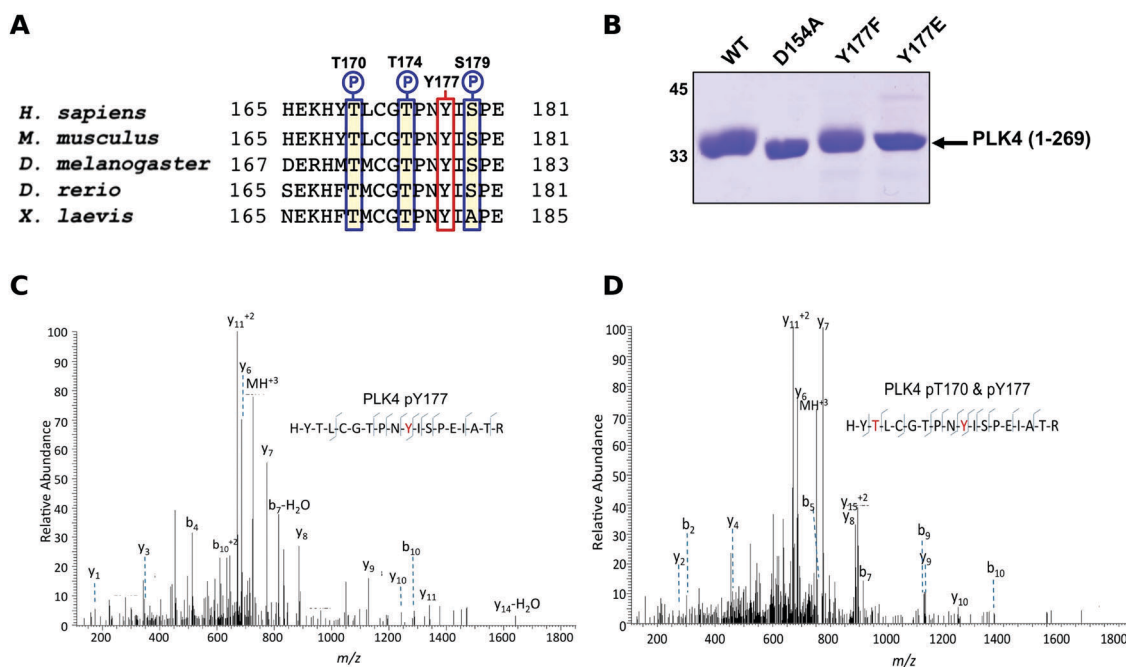 A
T170 T174 Y177 S179
P P P
H. sapiens 165 HEKHYTLCGTPNYISPE 181
M. musculus 165 HEKHYTLCGTPNYISPE 181
D. melanogaster 167 DERHMTMCGTPNYISPE 183
D. rerio 165 SEKHFTMCGTPNYISPE 181
X. laevis 165 NEKHFTMCGTPNYIAPE 185
B
WT D154A Y177F Y177E
45
33
PLK4 (1-269)
C
Relative Abundance
100
90
80
70
60
50
40
30
20
10
0
y11+2
y6
MH+3
PLK4 pY177
H-Y-T-L-C-G-T-P-N-Y-I-S-P-E-I-A-T-R
y7
b7-H2O
b4
b10+2
y8
y3
b10
y1
y9
y10
y11
y14-H2O
200 400 600 800 1000 1200 1400 1600 1800
m/z
D
Relative Abundance
100
90
80
70
60
50
40
30
20
10
0
y11+2
y7
y6
MH+3
PLK4 pT170 & pY177
H-Y-T-L-C-G-T-P-N-Y-I-S-P-E-I-A-T-R
b5
y15+2
y8
b2
y4
b9
y2
y9
b7
b10
y10
200 400 600 800 1000 1200 1400 1600 1800
m/z